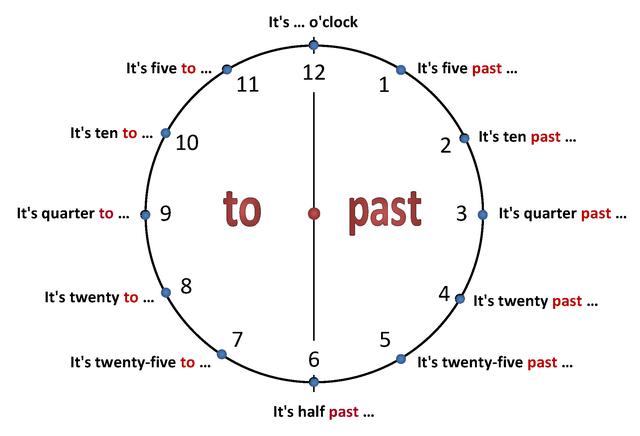 It's ... o'clock
It's five to ...
11
12
1
It's five past ...
It's ten to ...
10
2
It's ten past ...
It's quarter to ...
9
to
past
3
It's quarter past ...
It's twenty to ...
8
4
It's twenty past ...
It's twenty-five to ...
7
6
5
It's twenty-five past ...
It's half past ...